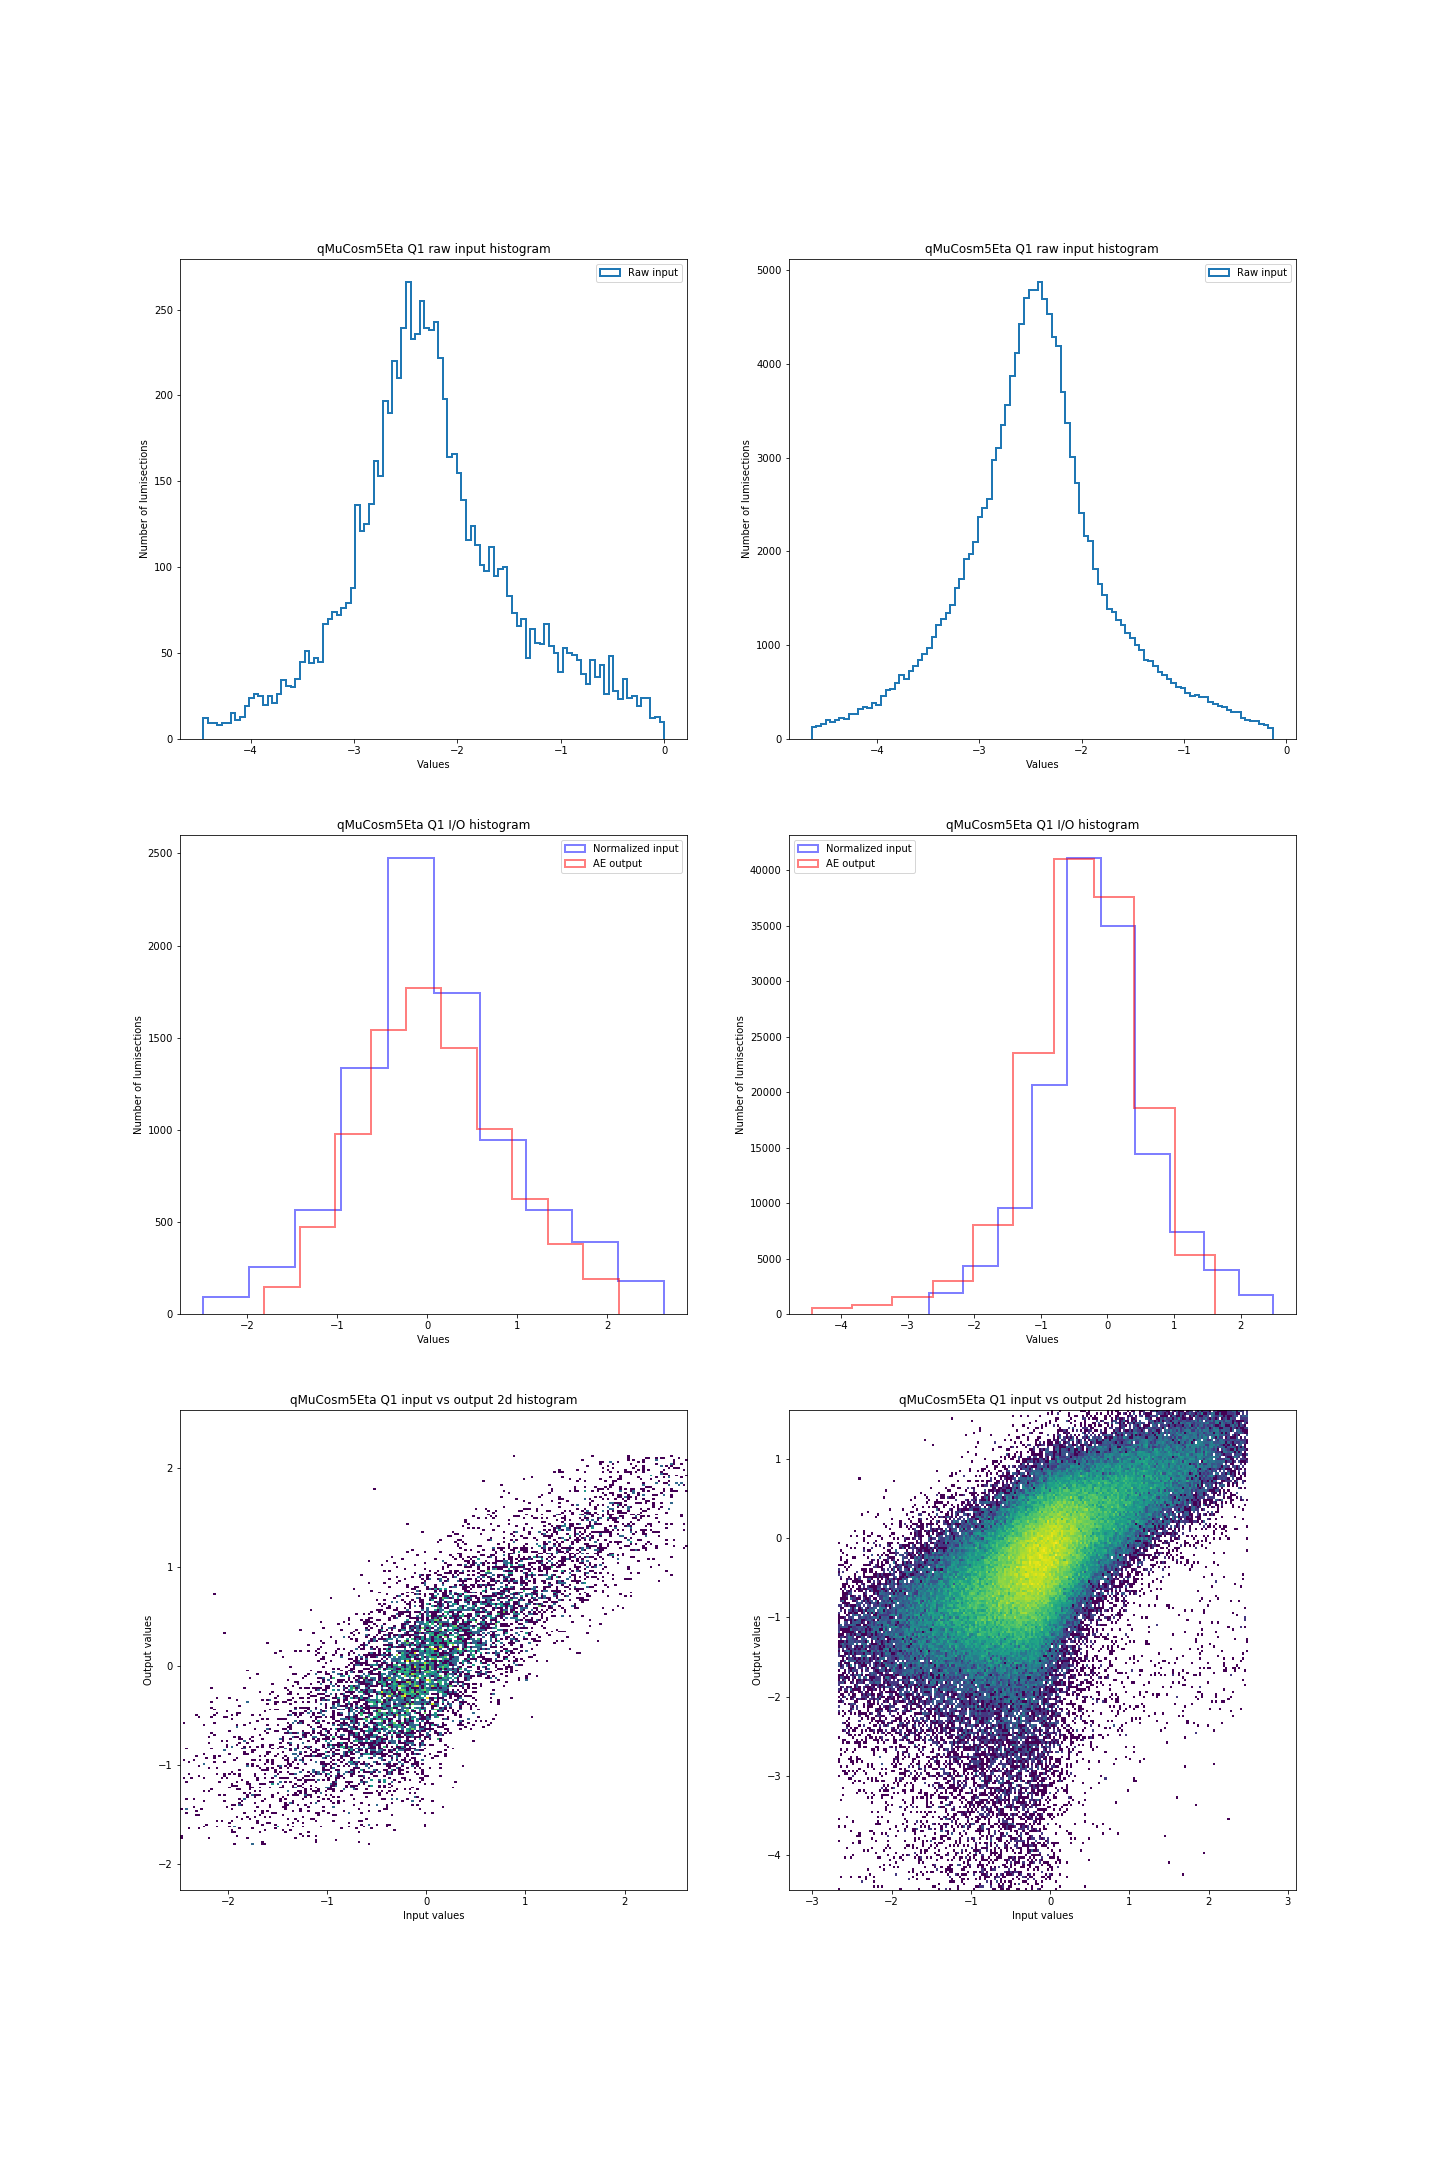 qMuCosm5Eta Q1 raw input histogram
Raw input
250
200
150
100
50
0
Number of lumisections
−4 −3 −2 −1 0
Values
qMuCosm5Eta Q1 raw input histogram
Raw input
5000
4000
3000
2000
1000
0
Number of lumisections
−4 −3 −2 −1 0
Values
qMuCosm5Eta Q1 I/O histogram
Normalized input
AE output
2500
2000
1500
1000
500
0
Number of lumisections
−2 −1 0 1 2
Values
qMuCosm5Eta Q1 I/O histogram
Normalized input
AE output
40000
35000
30000
25000
20000
15000
10000
5000
0
Number of lumisections
−4 −3 −2 −1 0 1 2
Values
qMuCosm5Eta Q1 input vs output 2d histogram
2
1
0
−1
−2
Output values
−2 −1 0 1 2
Input values
qMuCosm5Eta Q1 input vs output 2d histogram
1
0
−1
−2
−3
−4
Output values
−3 −2 −1 0 1 2 3
Input values